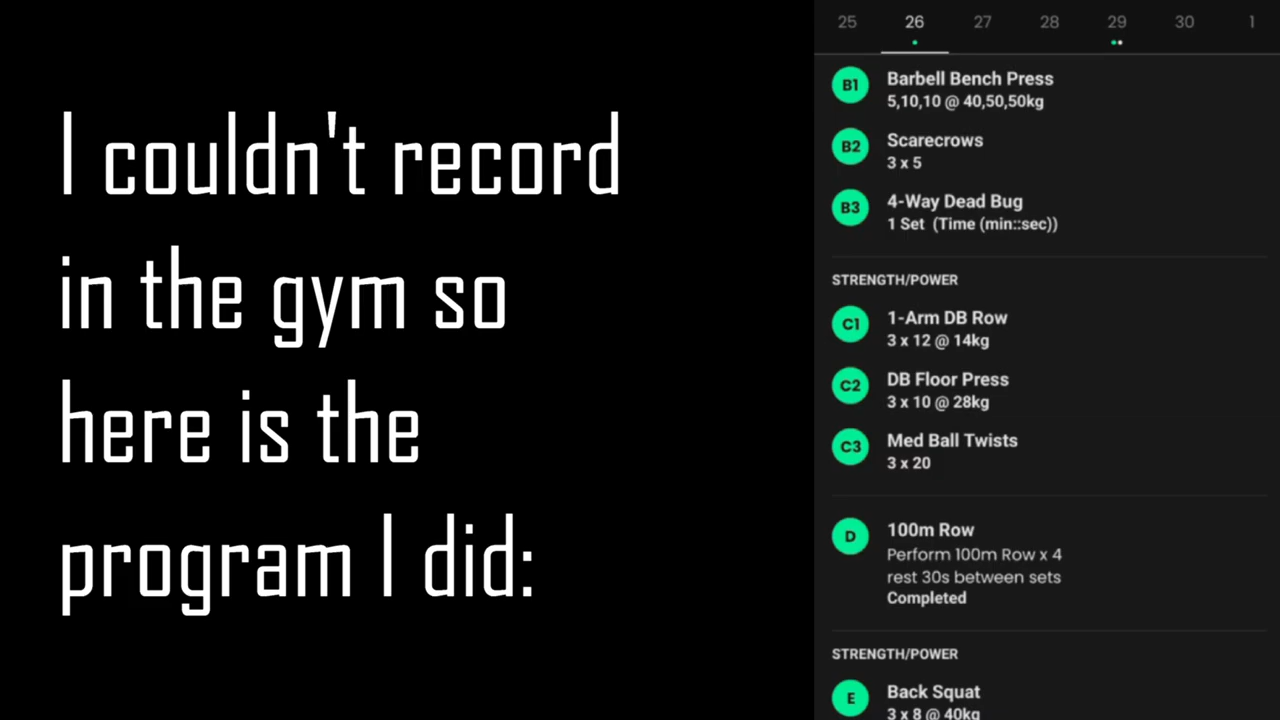 I couldn't record
in the gym so
here is the
program I did:
25 26 27 28 29 30 1
B1 Barbell Bench Press
5,10,10 @ 40,50,50kg
B2 Scarecrows
3 x 5
B3 4-Way Dead Bug
1 Set (Time (min::sec))
STRENGTH/POWER
C1 1-Arm DB Row
3 x 12 @ 14kg
C2 DB Floor Press
3 x 10 @ 28kg
C3 Med Ball Twists
3 x 20
D 100m Row
Perform 100m Row x 4
rest 30s between sets
Completed
STRENGTH/POWER
E Back Squat
3 x 8 @ 40kg